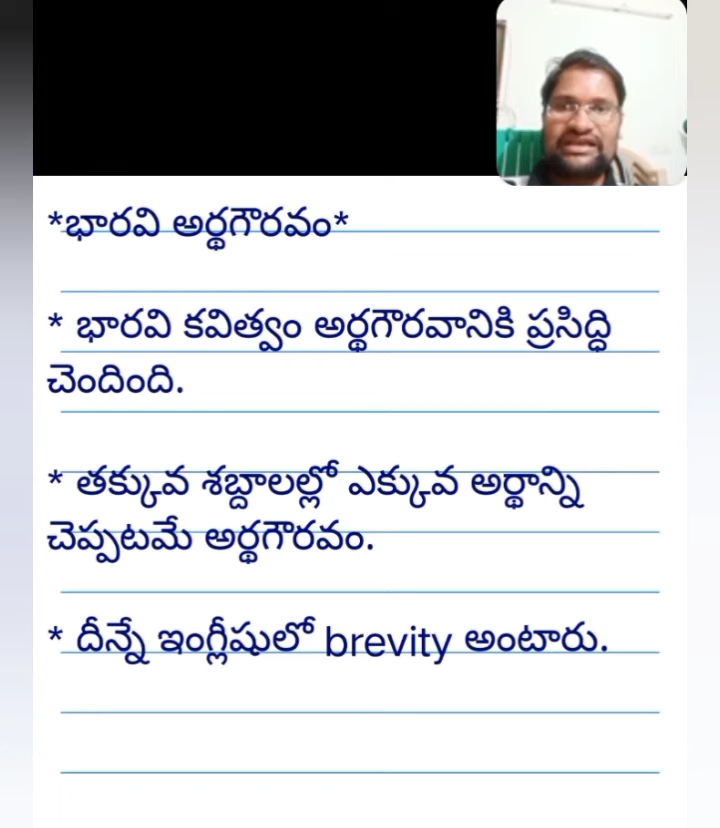 *భారవి అర్థగౌరవం*
* భారవి కవిత్వం అర్థగౌరవానికి ప్రసిద్ధి
చెందింది.
* తక్కువ శబ్దాలల్లో ఎక్కువ అర్థాన్ని
చెప్పటమే అర్థగౌరవం.
* దీన్నే ఇంగ్లీషులో brevity అంటారు.